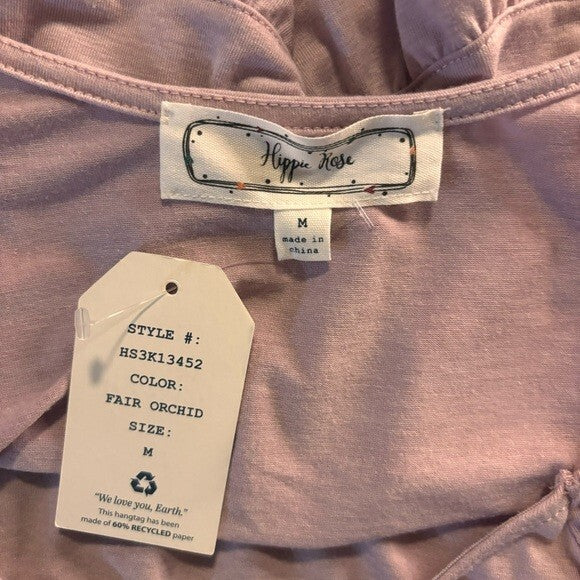 Hippie Rose
M
made in
china
STYLE #:
HS3K13452
COLOR:
FAIR ORCHID
SIZE:
M
"We love you, Earth."
This hangtag has been
made of 60% RECYCLED paper